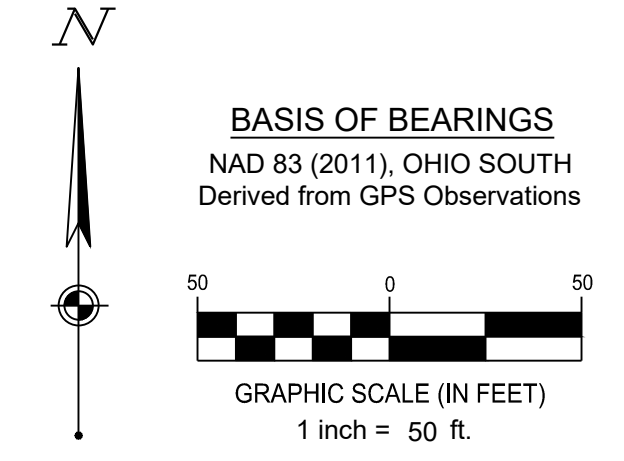 N
BASIS OF BEARINGS
NAD 83 (2011), OHIO SOUTH
Derived from GPS Observations
50 0 50
GRAPHIC SCALE (IN FEET)
1 inch = 50 ft.